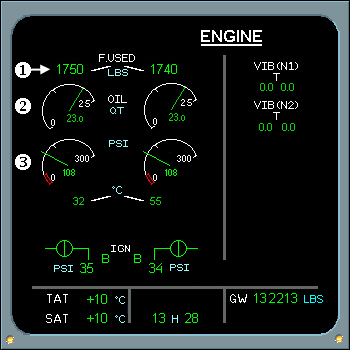 ENGINE
F.USED
1 1750 LBS 1740
VIB (N1)
T
0.0 0.0
2 OIL
QT
0 25 23.0 0 25 23.0
VIB (N2)
T
0.0 0.0
3 PSI
0 300 108 0 300 108
°C
32 55
IGN
PSI 35 B B 34 PSI
TAT +10 °C GW 132213 LBS
SAT +10 °C 13 H 28